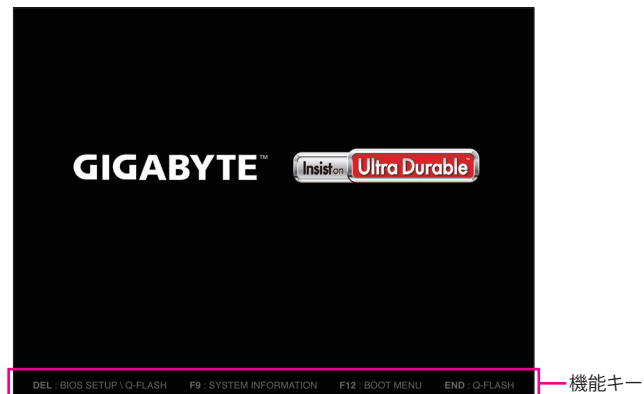 GIGABYTE™
Insist on Ultra Durable™
DEL : BIOS SETUP \ Q-FLASH F9 : SYSTEM INFORMATION F12 : BOOT MENU END : Q-FLASH
機能キー